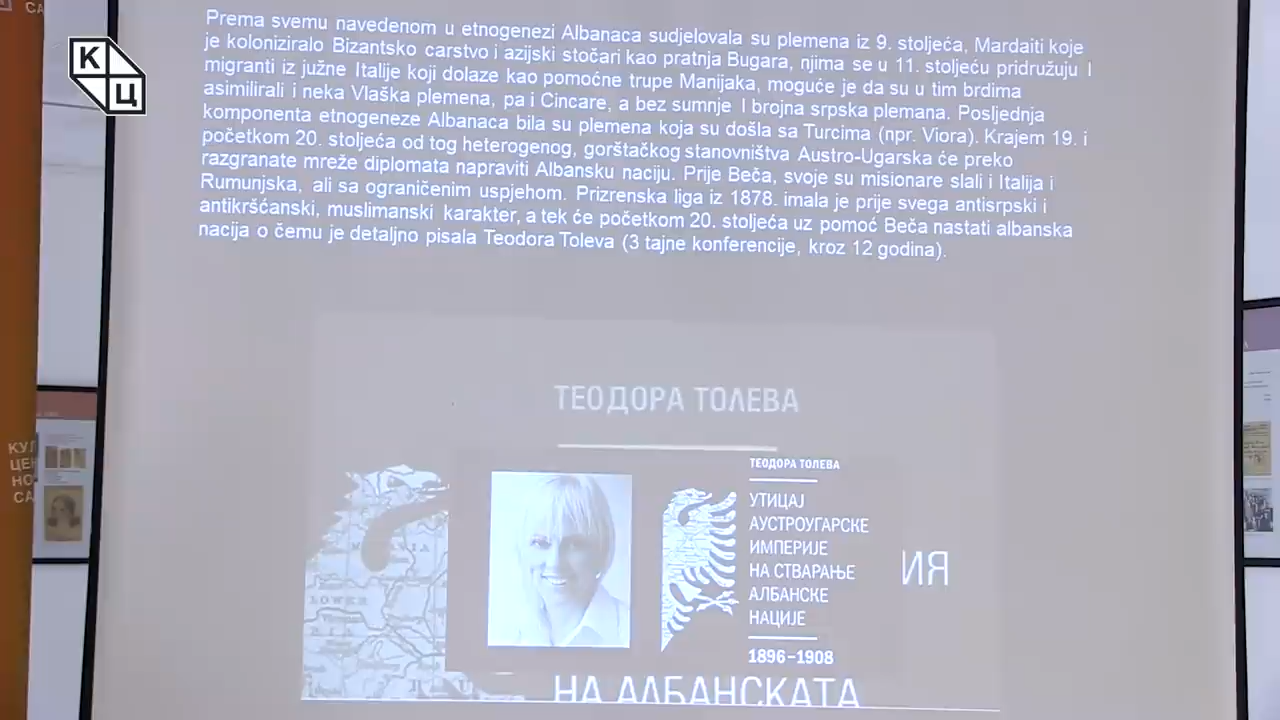 СА
К
Ц
Prema svemu navedenom u etnogenezi Albanaca sudjelovala su plemena iz 9. stoljeća, Mardaiti koje
je koloniziralo Bizantsko carstvo i azijski stočari kao pratnja Bugara, njima se u 11. stoljeću pridružuju I
migranti iz južne Italije koji dolaze kao pomoćne trupe Manijaka, moguće je da su u tim brdima
asimilirali i neka Vlaška plemena, pa i Cincare, a bez sumnje I brojna srpska plemana. Posljednja
komponenta etnogeneze Albanaca bila su plemena koja su došla sa Turcima (npr. Viora). Krajem 19. i
početkom 20. stoljeća od tog heterogenog, gorštačkog stanovništva Austro-Ugarska će preko
razgranate mreže diplomata napraviti Albansku naciju. Prije Beča, svoje su misionare slali i Italija i
Rumunjska, ali sa ograničenim uspjehom. Prizrenska liga iz 1878. imala je prije svega antisrpski i
antikršćanski, muslimanski karakter, a tek će početkom 20. stoljeća uz pomoć Beča nastati albanska
nacija o čemu je detaljno pisala Teodora Toleva (3 tajne konferencije, kroz 12 godina).
ТЕОДОРА ТОЛЕВА
ТЕОДОРА ТОЛЕВА
УТИЦАЈ
АУСТРОУГАРСКЕ
ИМПЕРИЈЕ
НА СТВАРАЊЕ
АЛБАНСКЕ
НАЦИЈЕ
1896–1908
ИЯ
НА АЛБАНСКАТА
КУЛ
ЦЕН
НО
СА